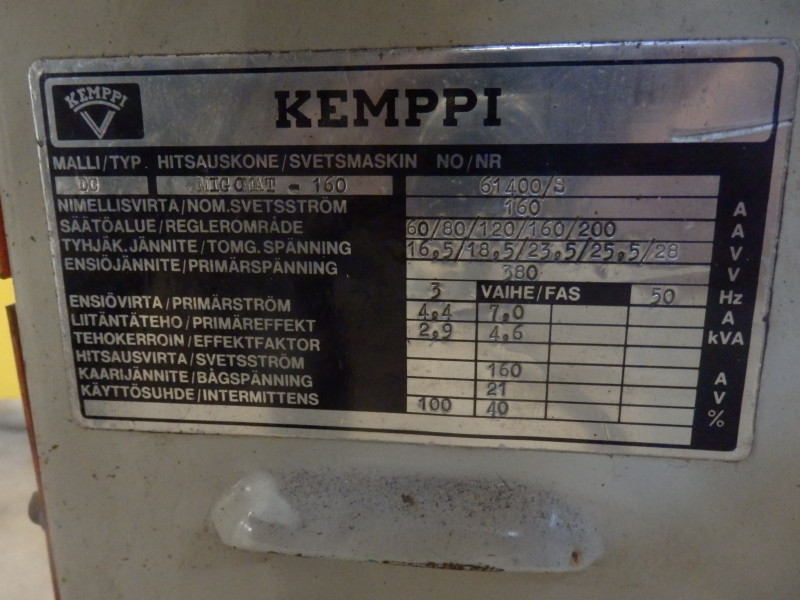 KEMPPI
KEMPPI
MALLI/TYP. HITSAUSKONE/SVETSMASKIN NO/NR
DC MIGOMAT - 160 61400/S
NIMELLISVIRTA/NOM.SVETSSTRÖM 160 A
SÄÄTÖALUE/REGLEROMRÅDE 60/80/120/160/200 A
TYHJÄK.JÄNNITE/TOMG.SPÄNNING 16,5/18,5/23,5/25,5/28 V
ENSIÖJÄNNITE/PRIMÄRSPÄNNING 380 V
3 VAIHE/FAS 50 Hz
ENSIÖVIRTA/PRIMÄRSTRÖM 4,4 7,0 A
LIITÄNTÄTEHO/PRIMÄREFFEKT 2,9 4,6 kVA
TEHOKERROIN/EFFEKTFAKTOR
HITSAUSVIRTA/SVETSSTRÖM 160 A
KAARIJÄNNITE/BÅGSPÄNNING 21 V
KÄYTTÖSUHDE/INTERMITTENS 100 40 %